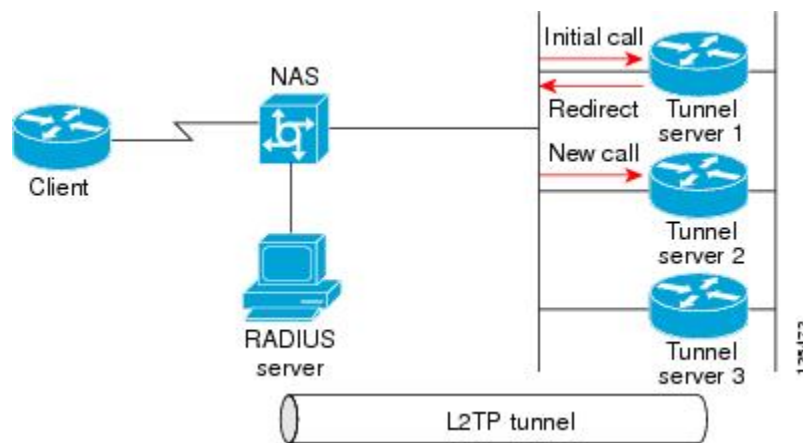 Initial call
NAS
Redirect
Tunnel
server 1
New call
Client
Tunnel
server 2
RADIUS
server
Tunnel
server 3
L2TP tunnel